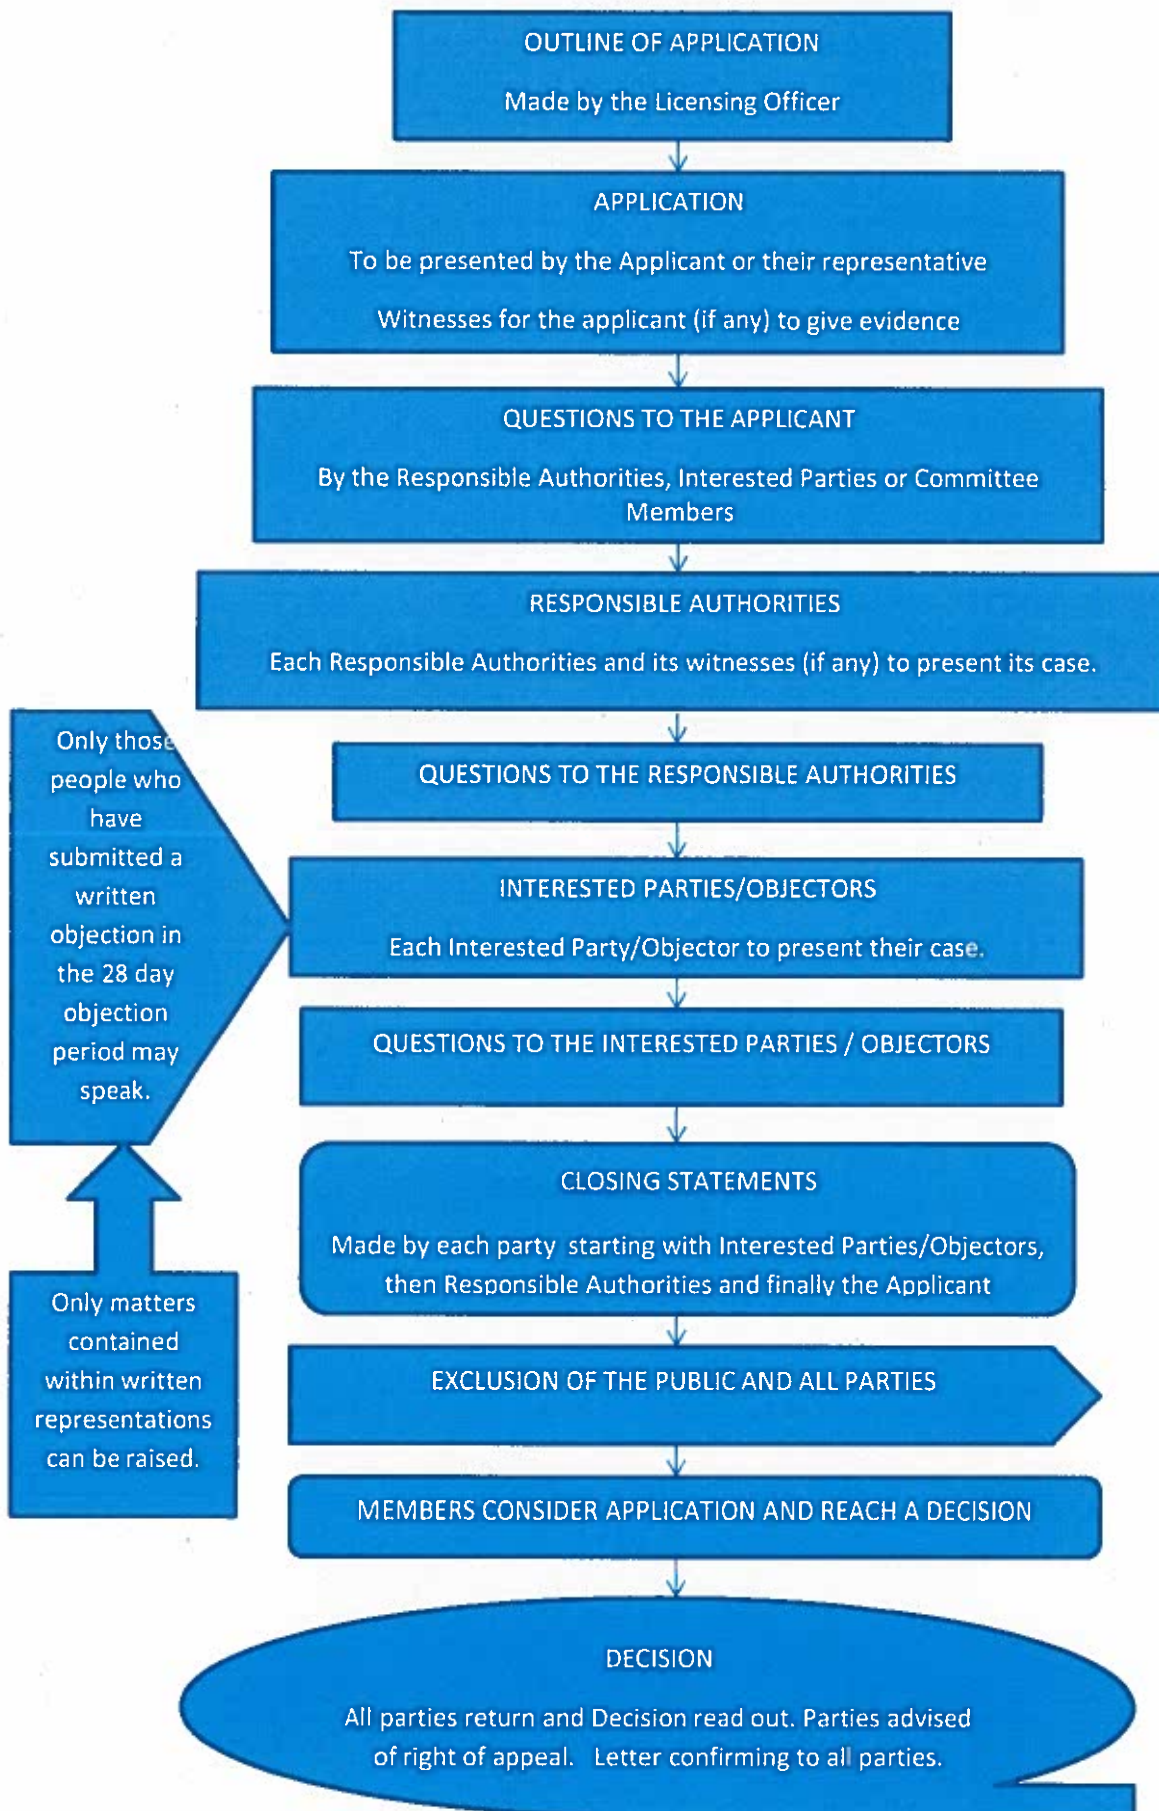 OUTLINE OF APPLICATION
Made by the Licensing Officer
APPLICATION
To be presented by the Applicant or their representative
Witnesses for the applicant (if any) to give evidence
QUESTIONS TO THE APPLICANT
By the Responsible Authorities, Interested Parties or Committee
Members
RESPONSIBLE AUTHORITIES
Each Responsible Authorities and its witnesses (if any) to present its case.
QUESTIONS TO THE RESPONSIBLE AUTHORITIES
Only those
people who
have
submitted a
written
objection in
the 28 day
objection
period may
speak.
INTERESTED PARTIES/OBJECTORS
Each Interested Party/Objector to present their case.
QUESTIONS TO THE INTERESTED PARTIES / OBJECTORS
CLOSING STATEMENTS
Made by each party starting with Interested Parties/Objectors,
then Responsible Authorities and finally the Applicant
Only matters
contained
within written
representations
can be raised.
EXCLUSION OF THE PUBLIC AND ALL PARTIES
MEMBERS CONSIDER APPLICATION AND REACH A DECISION
DECISION
All parties return and Decision read out. Parties advised
of right of appeal. Letter confirming to all parties.